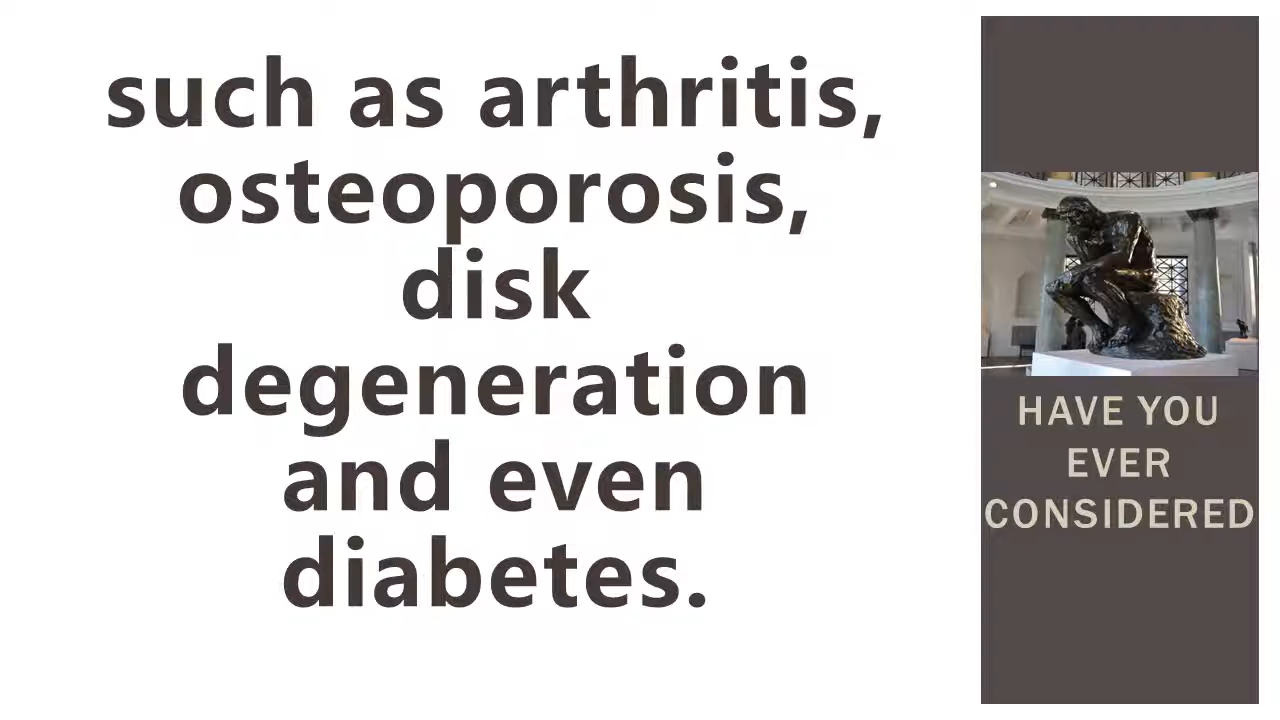 such as arthritis,
osteoporosis,
disk
degeneration
and even
diabetes.
HAVE YOU
EVER
CONSIDERED